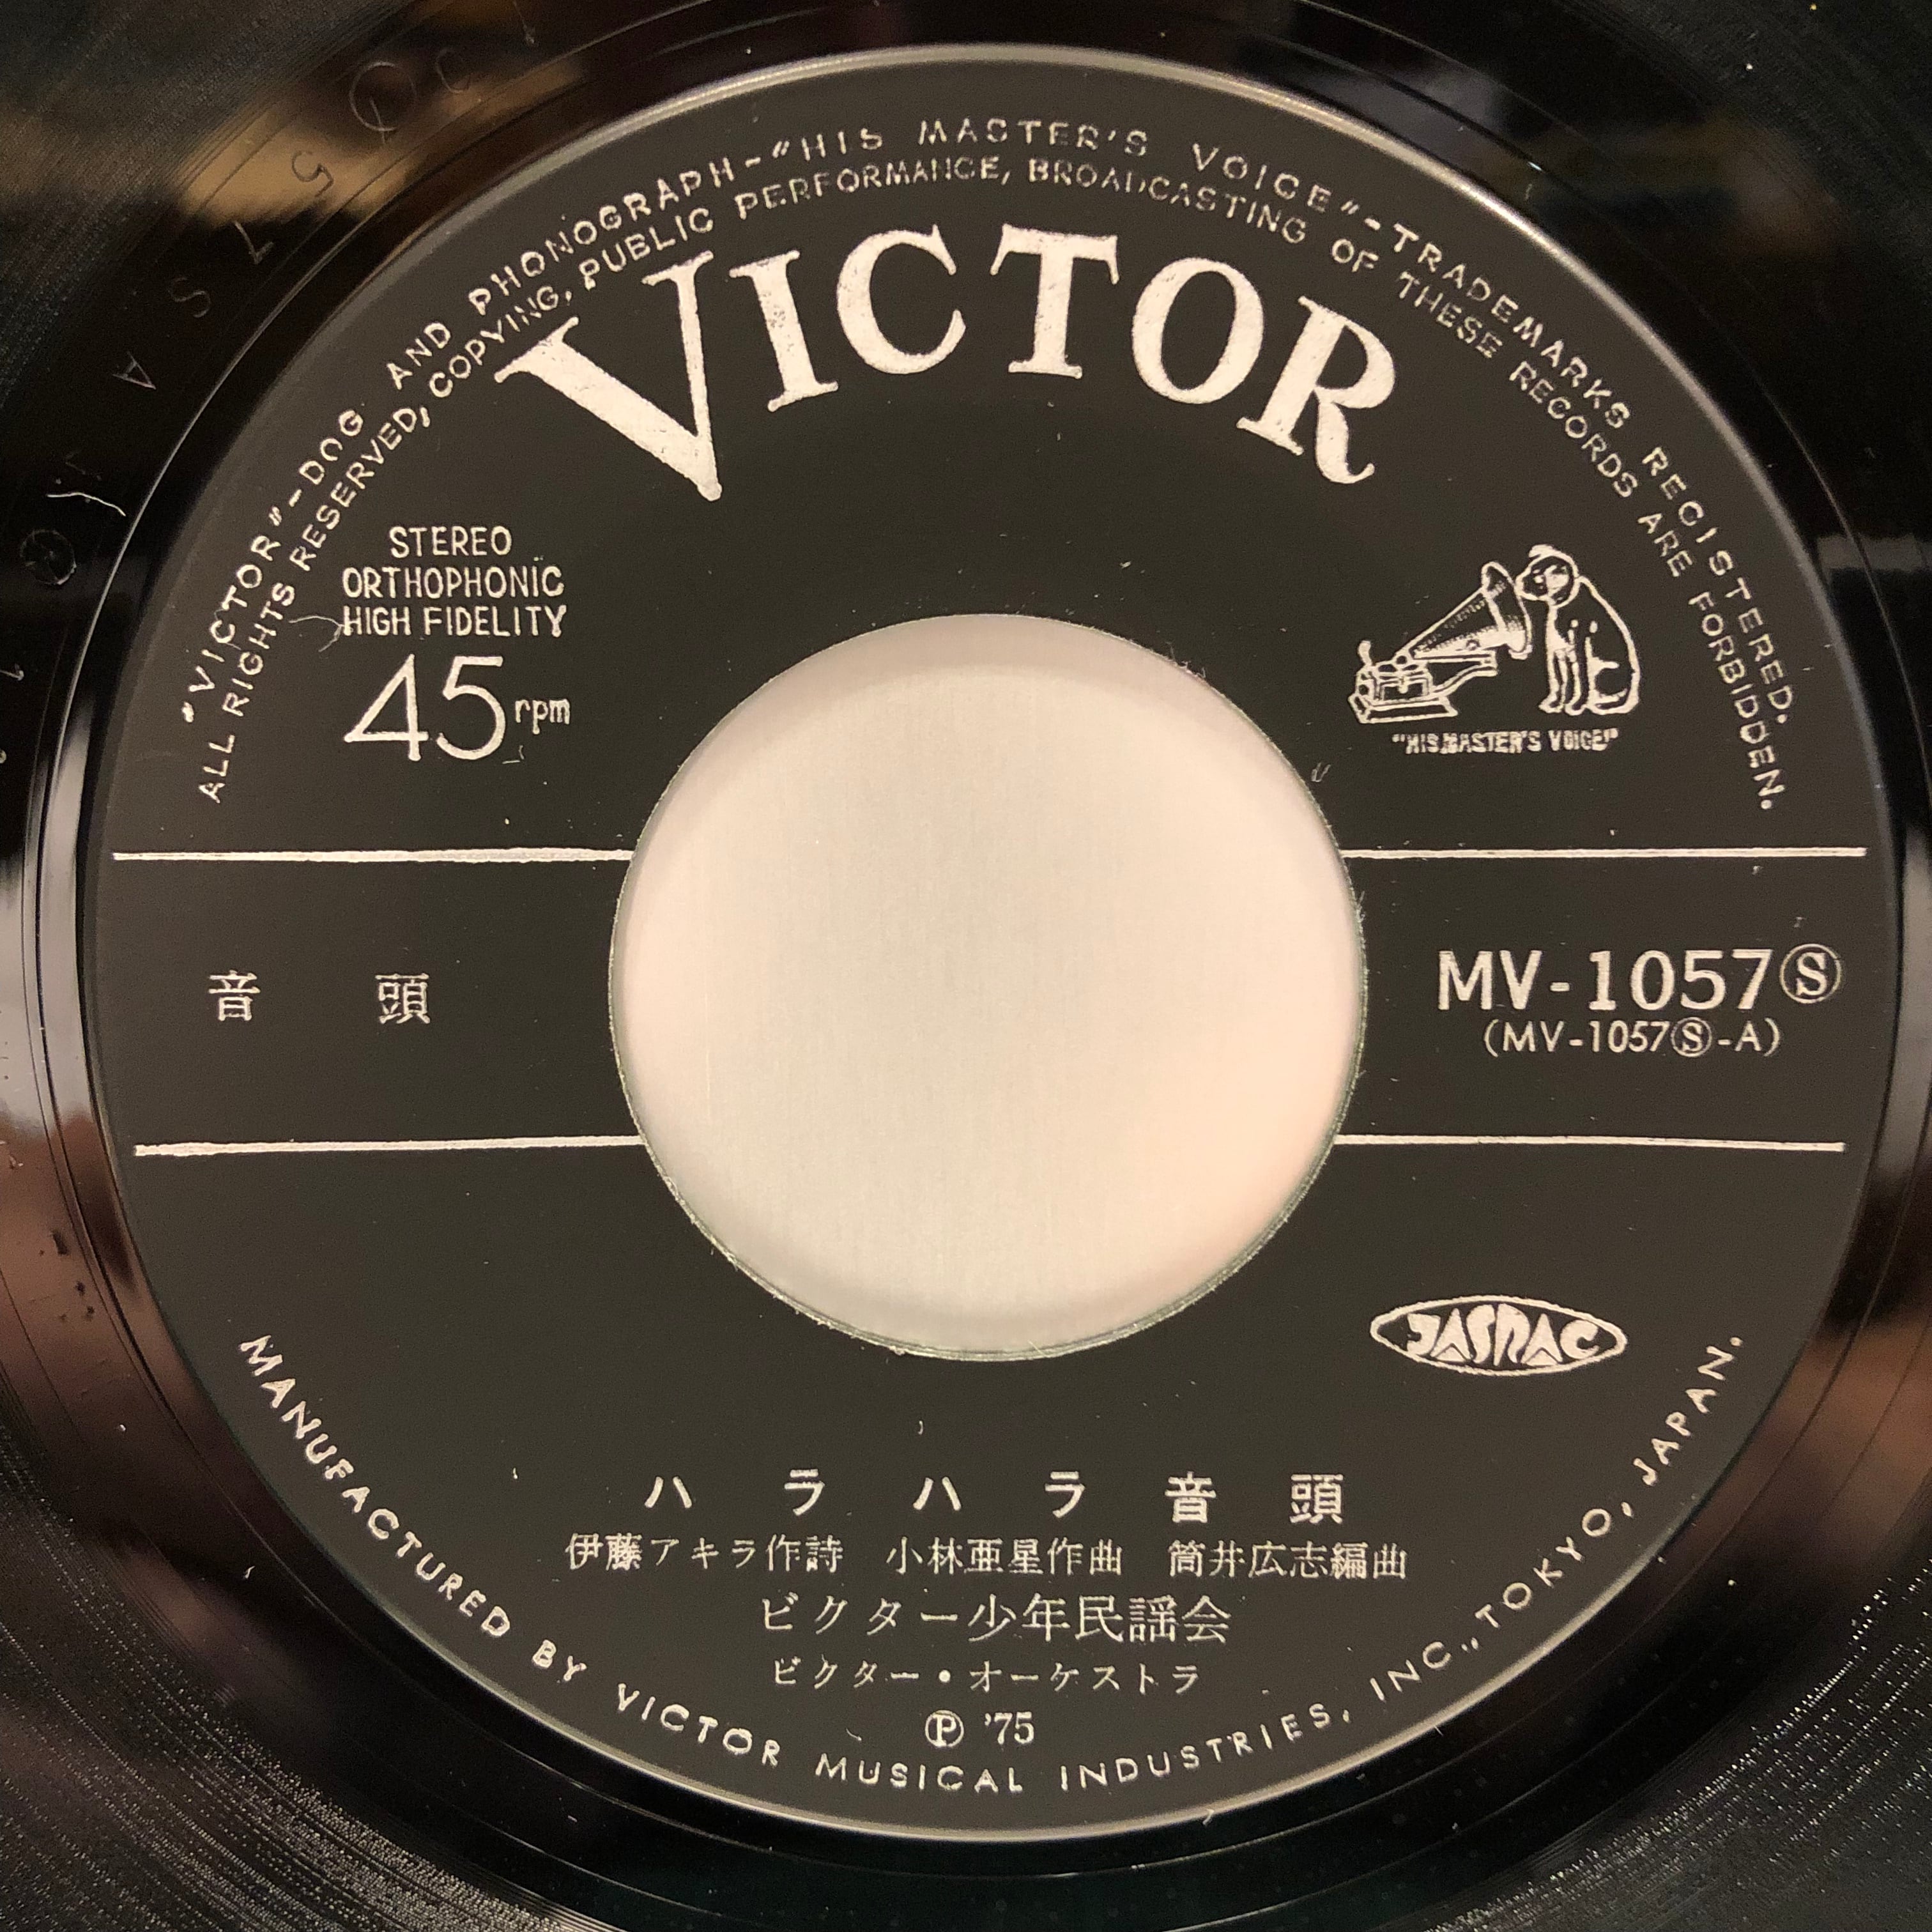 "VICTOR"-DOG AND PHONOGRAPH-"HIS MASTER'S VOICE"-TRADEMARKS REGISTERED.
ALL RIGHTS RESERVED, COPYING, PUBLIC PERFORMANCE, BROADCASTING OF THESE RECORDS ARE FORBIDDEN.
VICTOR
STEREO
ORTHOPHONIC
HIGH FIDELITY
45 rpm
"HIS MASTER'S VOICE"
音頭
MV-1057Ⓢ
(MV-1057Ⓢ-A)
JASRAC
ハラハラ音頭
伊藤アキラ作詩 小林亜星作曲 筒井広志編曲
ビクター少年民謡会
ビクター・オーケストラ
Ⓟ '75
MANUFACTURED BY VICTOR MUSICAL INDUSTRIES, INC., TOKYO, JAPAN.